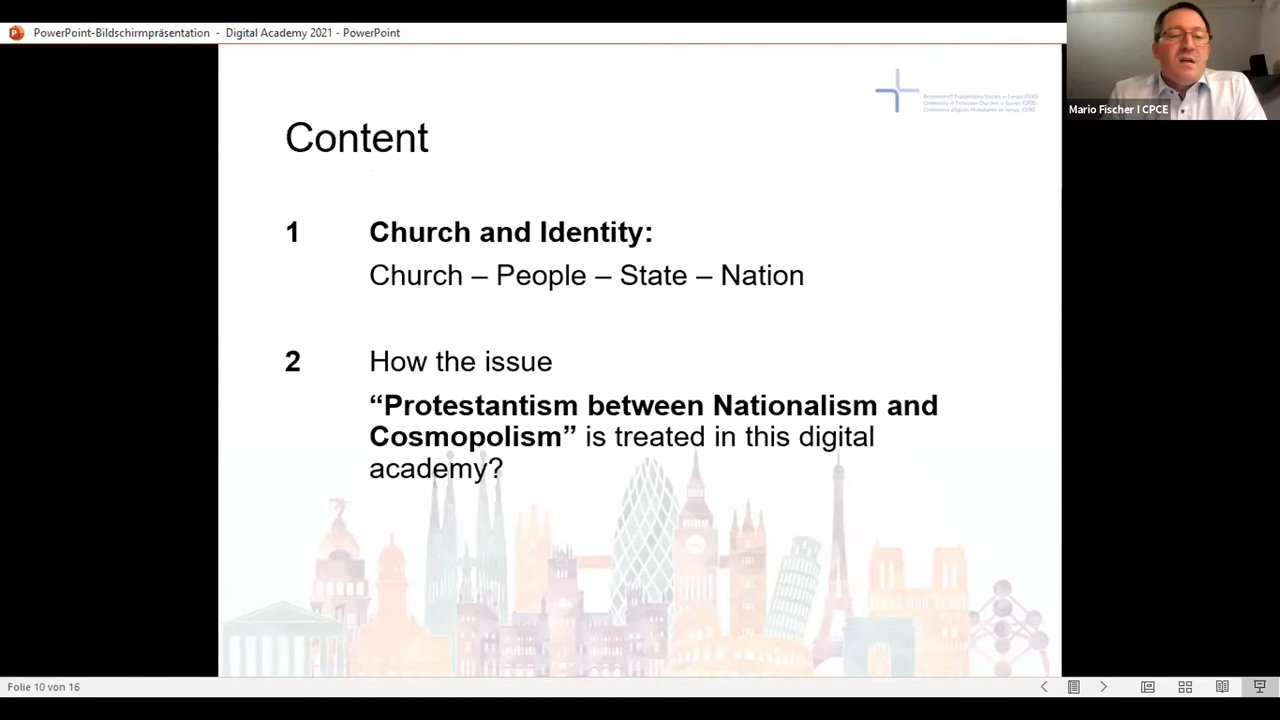 PowerPoint-Bildschirmpräsentation - Digital Academy 2021 - PowerPoint
Mario Fischer I CPCE
Content
1 Church and Identity:
Church – People – State – Nation
2 How the issue
“Protestantism between Nationalism and
Cosmopolism” is treated in this digital
academy?
Folie 10 von 16